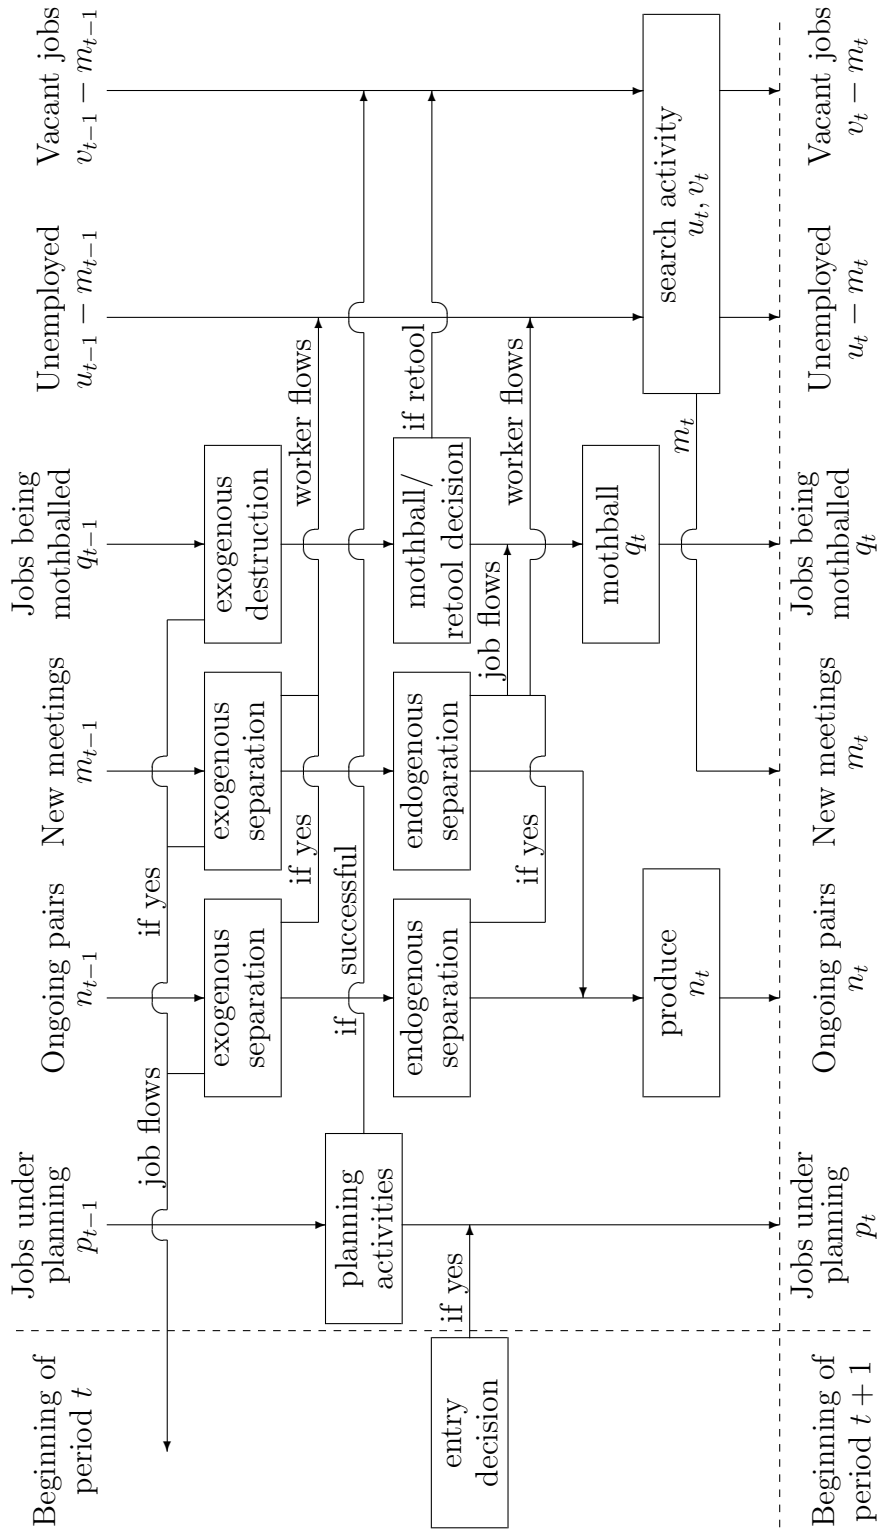 Beginning of
period $t$
Jobs under
planning
$p_{t-1}$
Ongoing pairs
$n_{t-1}$
New meetings
$m_{t-1}$
Jobs being
mothballed
$q_{t-1}$
Unemployed
$u_{t-1} - m_{t-1}$
Vacant jobs
$v_{t-1} - m_{t-1}$
job flows
if yes
exogenous
separation
exogenous
separation
exogenous
destruction
if yes
worker flows
planning
activities
if successful
entry
decision
if yes
endogenous
separation
endogenous
separation
mothball/
retool decision
if retool
job flows
if yes
worker flows
mothball
$q_t$
produce
$n_t$
search activity
$u_t, v_t$
$m_t$
Beginning of
period $t+1$
Jobs under
planning
$p_t$
Ongoing pairs
$n_t$
New meetings
$m_t$
Jobs being
mothballed
$q_t$
Unemployed
$u_t - m_t$
Vacant jobs
$v_t - m_t$